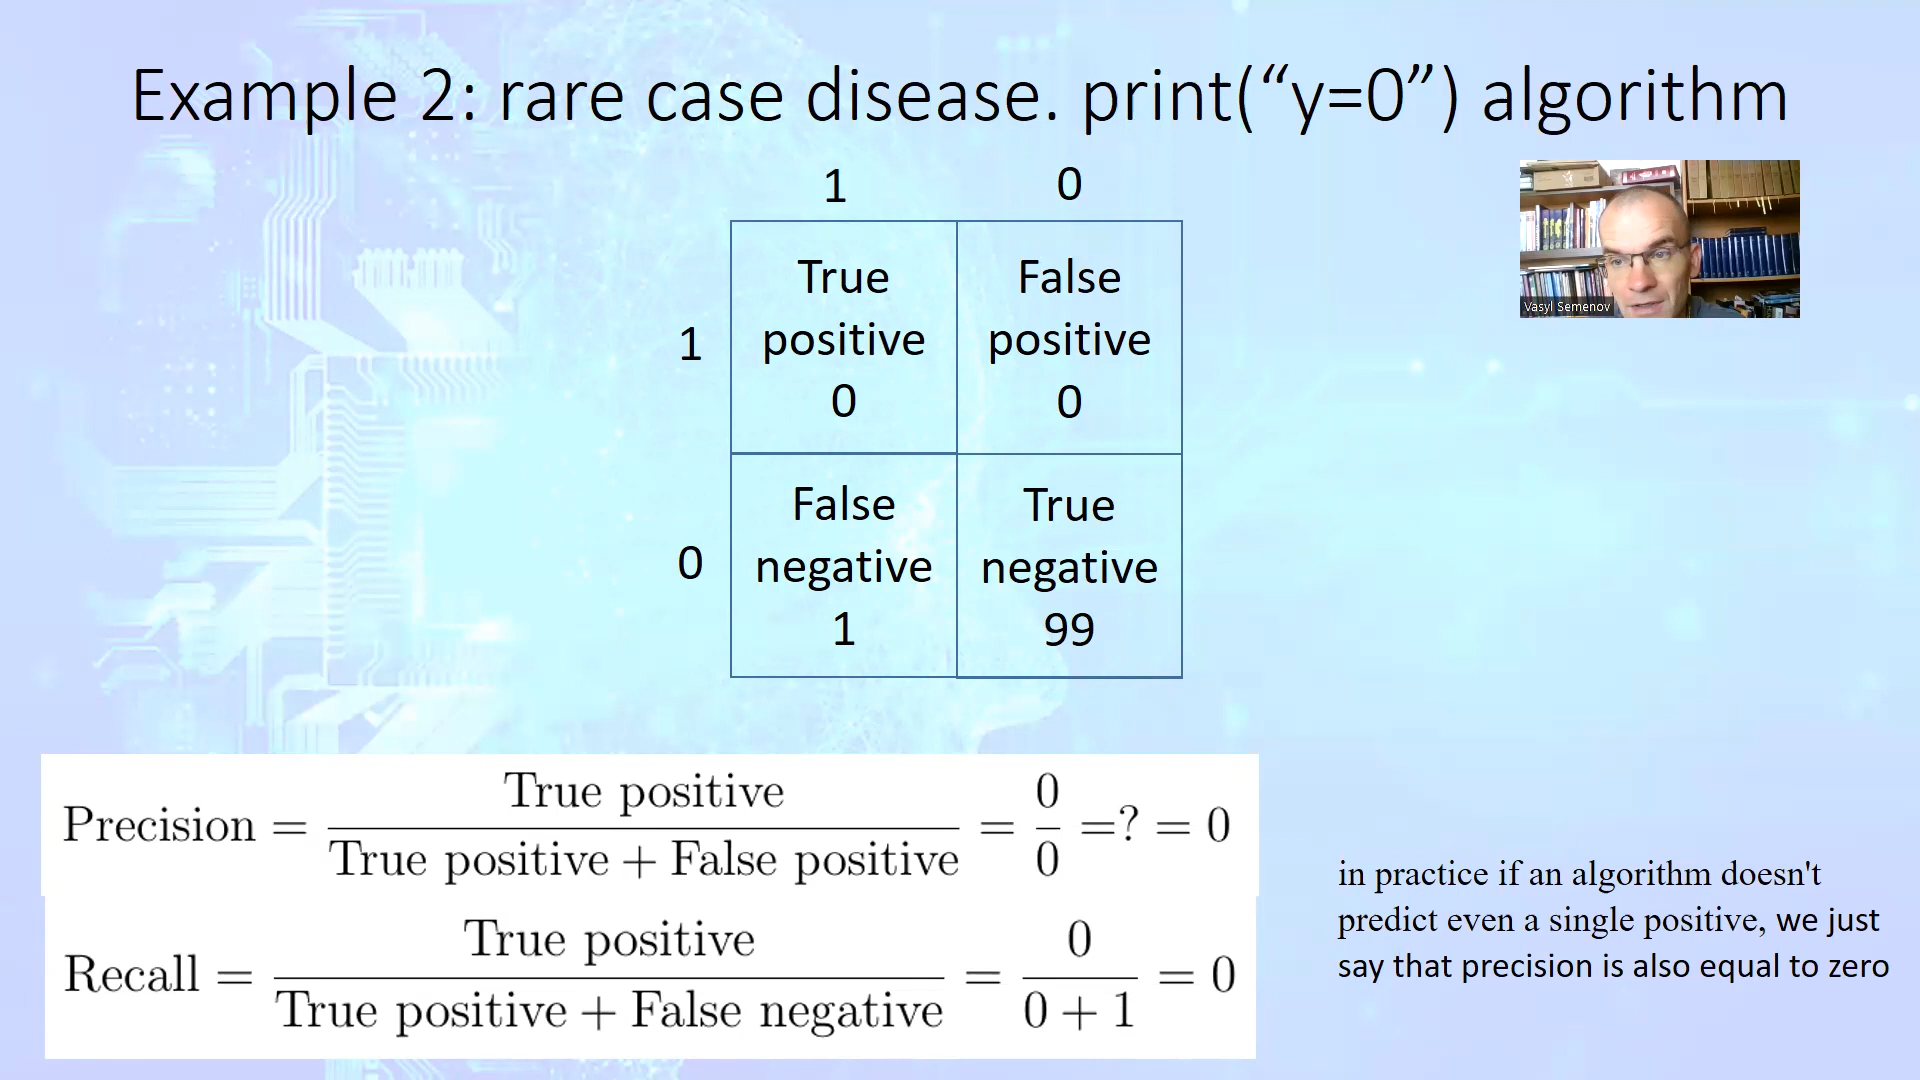 Example 2: rare case disease. print(“y=0”) algorithm
1 0
Vasyl Semenov
1
True
positive
0
False
positive
0
0
False
negative
1
True
negative
99
Precision = True positive / True positive + False positive = 0 / 0 =? = 0
Recall = True positive / True positive + False negative = 0 / 0 + 1 = 0
in practice if an algorithm doesn't
predict even a single positive, we just
say that precision is also equal to zero